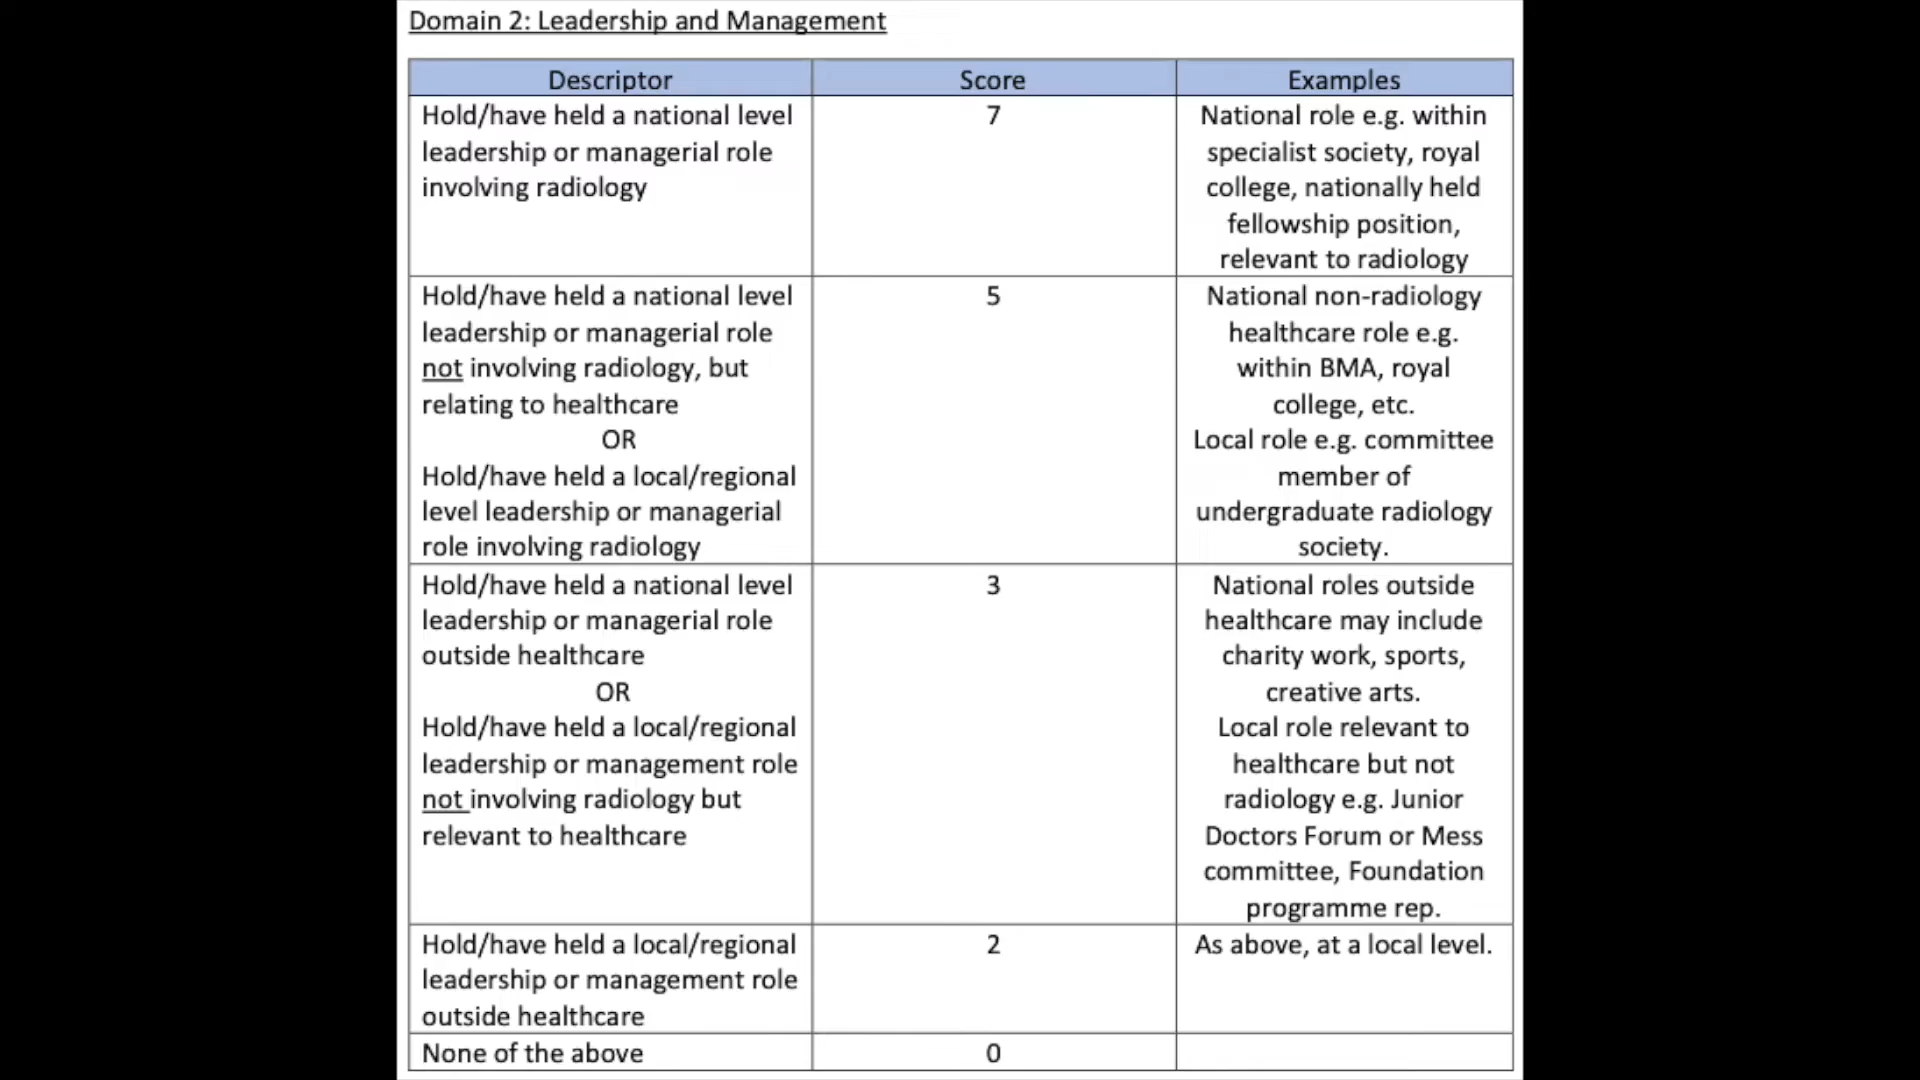 Domain 2: Leadership and Management
Descriptor
Score
Examples
Hold/have held a national level
leadership or managerial role
involving radiology
7
National role e.g. within
specialist society, royal
college, nationally held
fellowship position,
relevant to radiology
Hold/have held a national level
leadership or managerial role
not involving radiology, but
relating to healthcare
OR
Hold/have held a local/regional
level leadership or managerial
role involving radiology
5
National non-radiology
healthcare role e.g.
within BMA, royal
college, etc.
Local role e.g. committee
member of
undergraduate radiology
society.
Hold/have held a national level
leadership or managerial role
outside healthcare
OR
Hold/have held a local/regional
leadership or management role
not involving radiology but
relevant to healthcare
3
National roles outside
healthcare may include
charity work, sports,
creative arts.
Local role relevant to
healthcare but not
radiology e.g. Junior
Doctors Forum or Mess
committee, Foundation
programme rep.
Hold/have held a local/regional
leadership or management role
outside healthcare
2
As above, at a local level.
None of the above
0